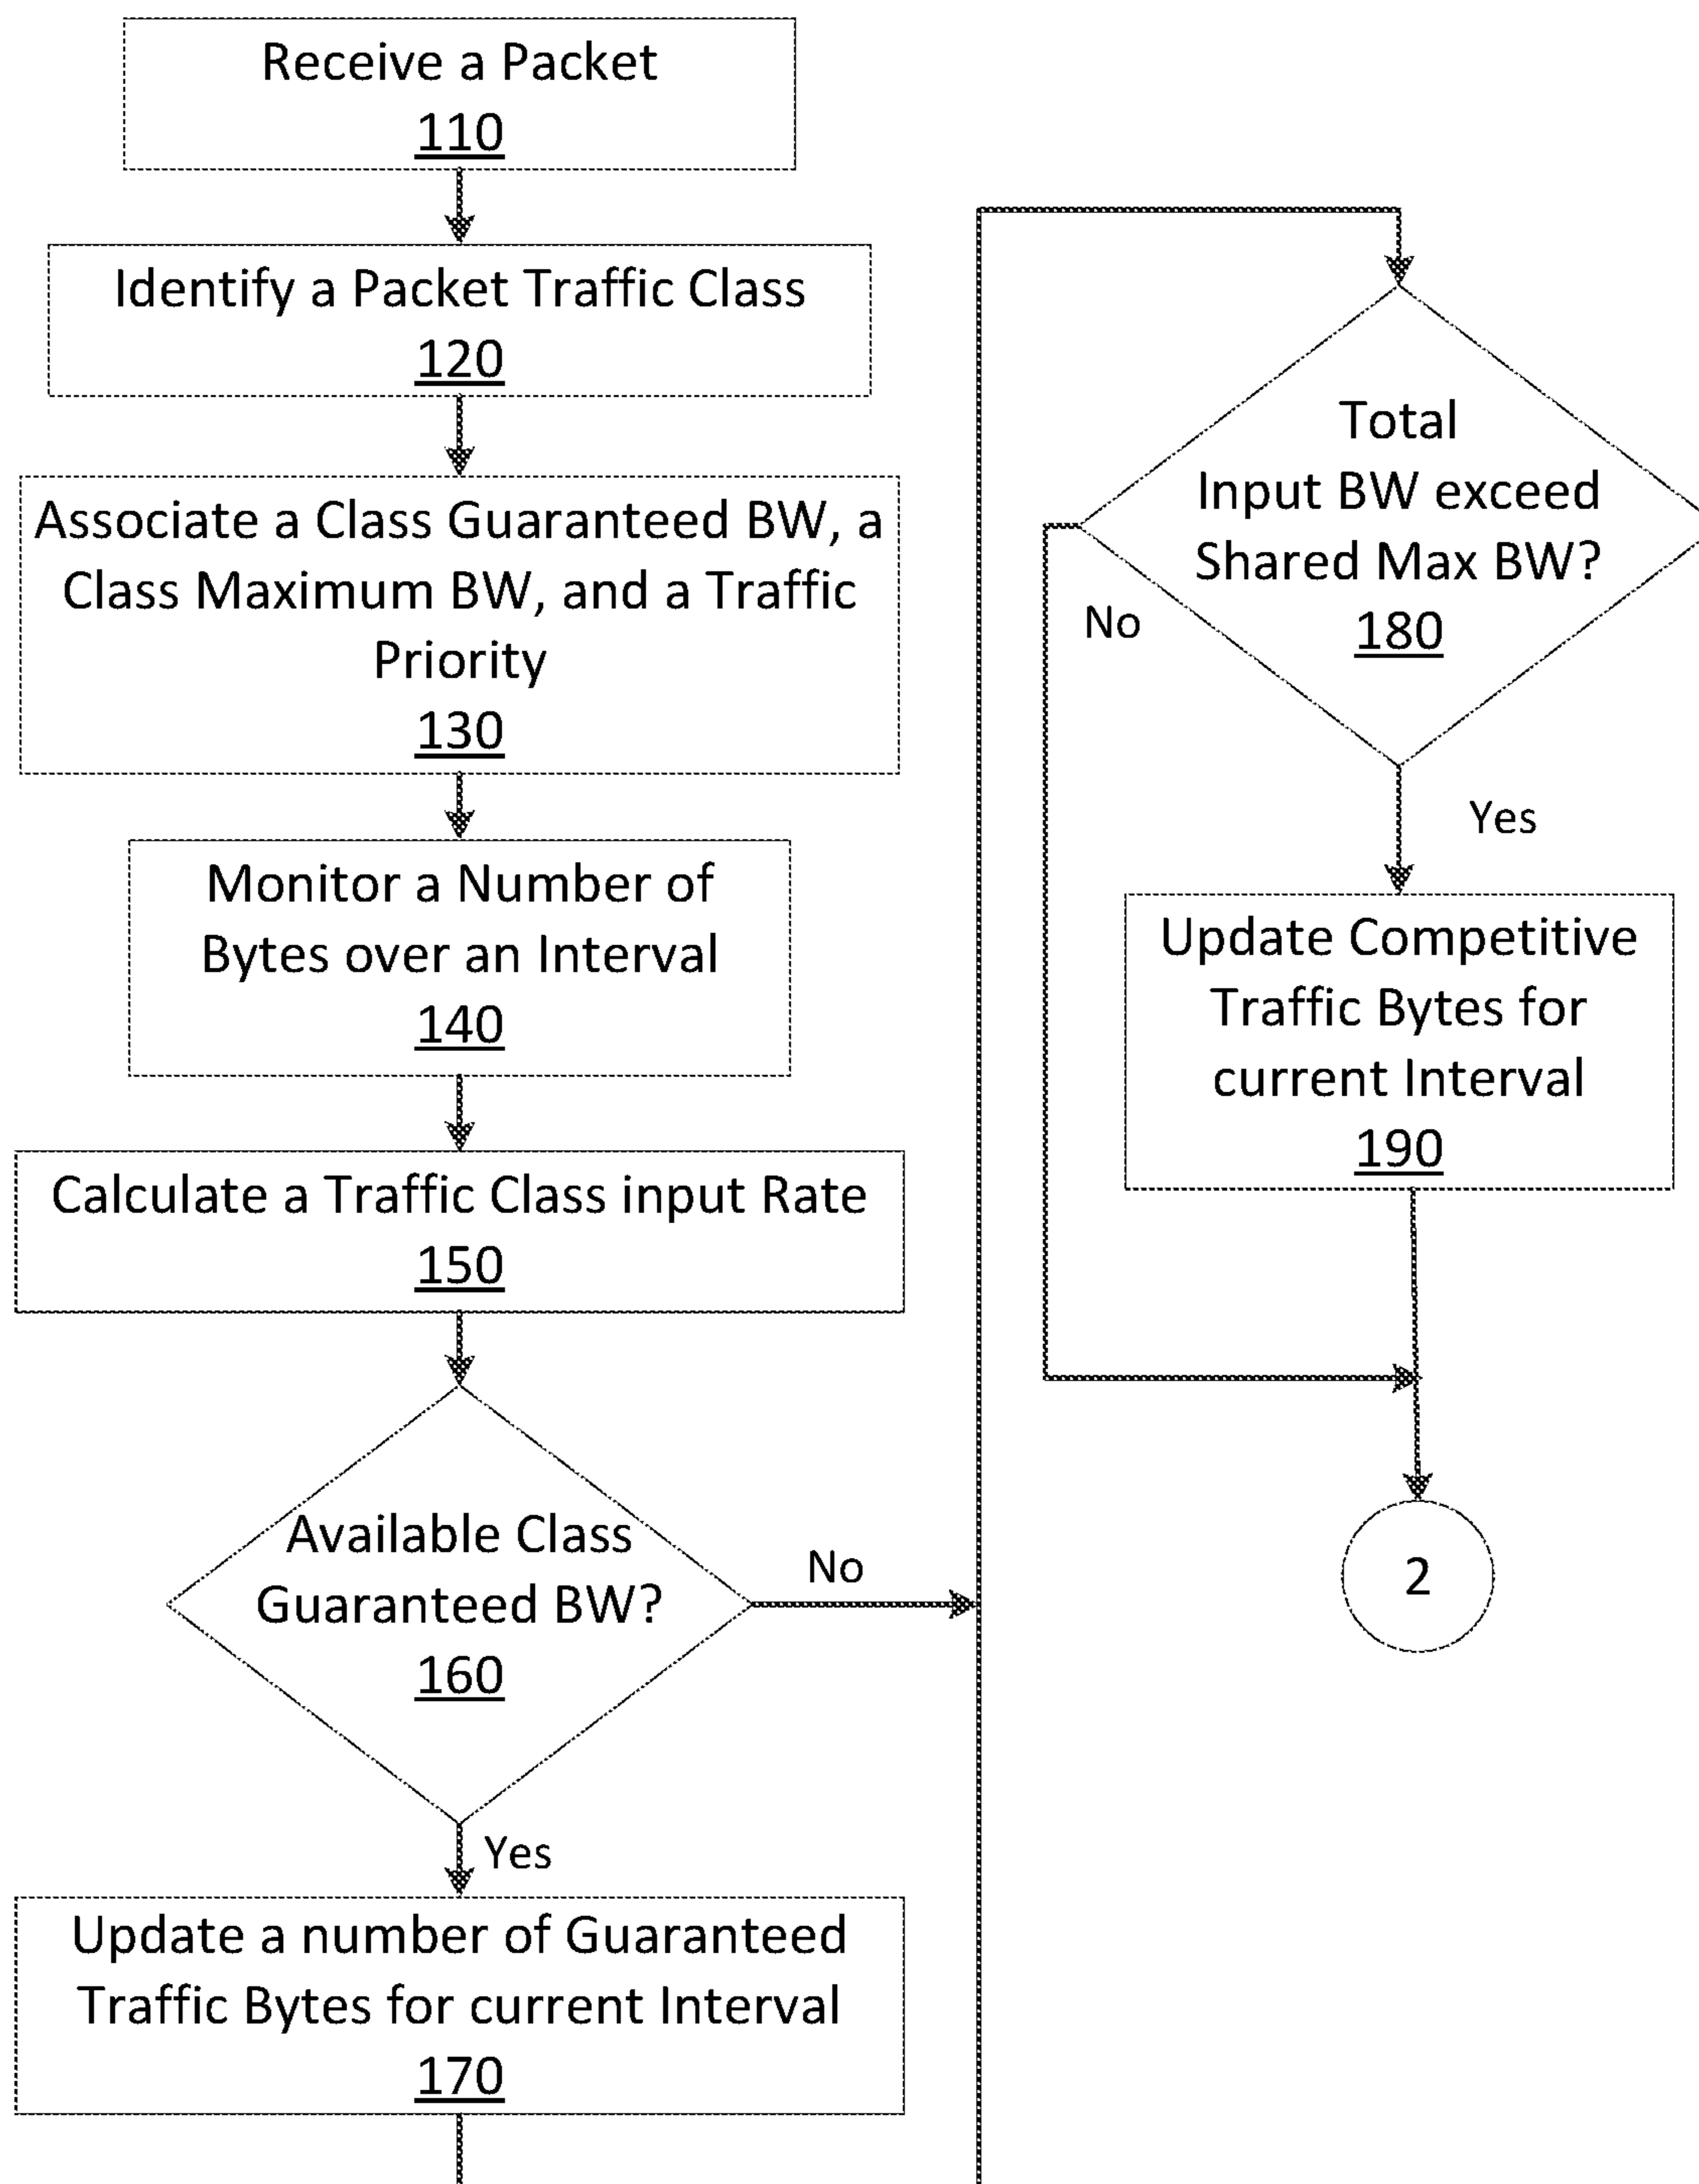 Receive a Packet
110
Identify a Packet Traffic Class
120
Associate a Class Guaranteed BW, a
Class Maximum BW, and a Traffic
Priority
130
Monitor a Number of
Bytes over an Interval
140
Calculate a Traffic Class input Rate
150
Available Class
Guaranteed BW?
160
No
Yes
Update a number of Guaranteed
Traffic Bytes for current Interval
170
Total
Input BW exceed
Shared Max BW?
180
No
Yes
Update Competitive
Traffic Bytes for
current Interval
190
2